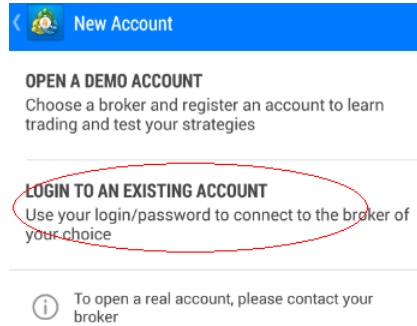 New Account
OPEN A DEMO ACCOUNT
Choose a broker and register an account to learn
trading and test your strategies
LOGIN TO AN EXISTING ACCOUNT
Use your login/password to connect to the broker of
your choice
To open a real account, please contact your
broker